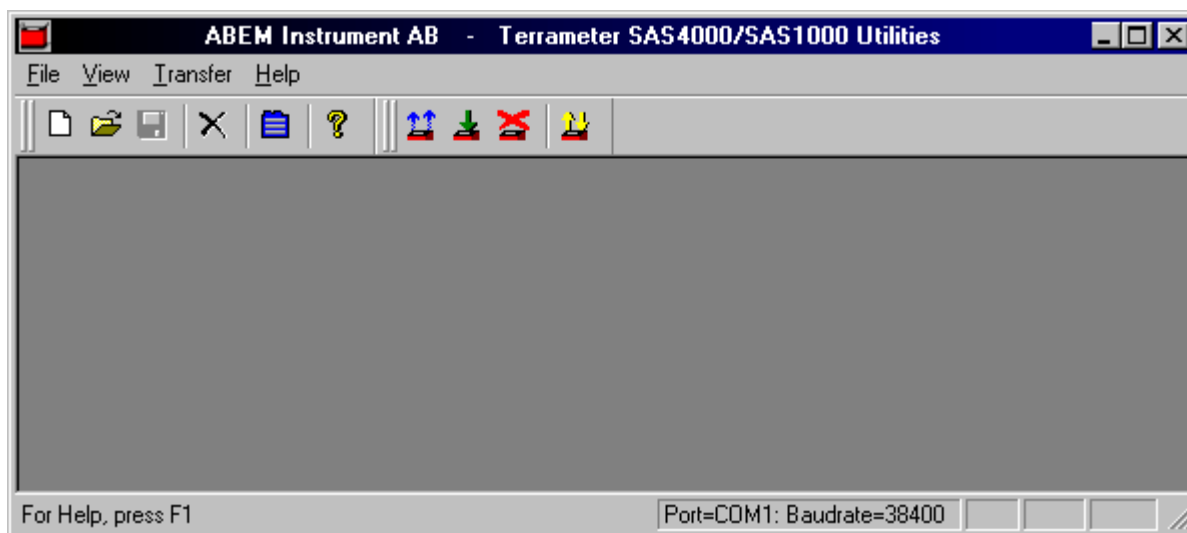 ABEM Instrument AB - Terrameter SAS4000/SAS1000 Utilities
File View Transfer Help
For Help, press F1 Port=COM1: Baudrate=38400